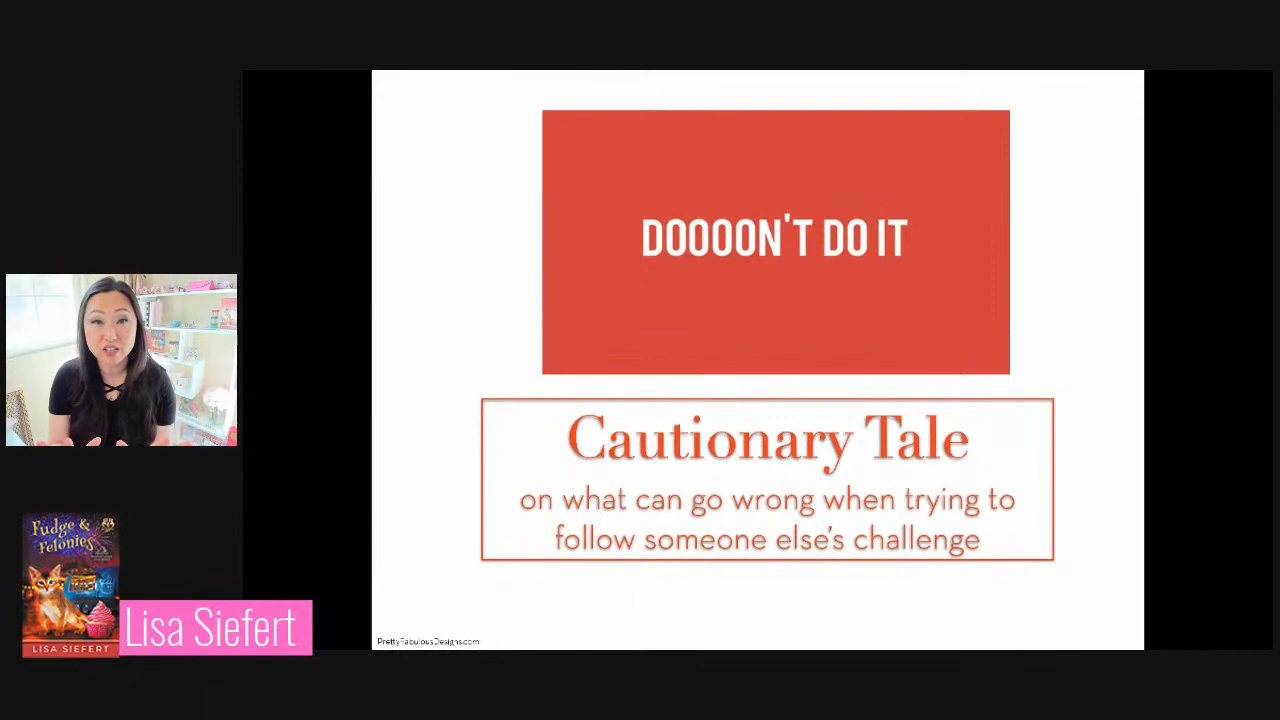 DOOOON'T DO IT
Cautionary Tale
on what can go wrong when trying to
follow someone else's challenge
Fudge &
Felonies
LISA SIEFERT
Lisa Siefert
PrettyFabulousDesigns.com